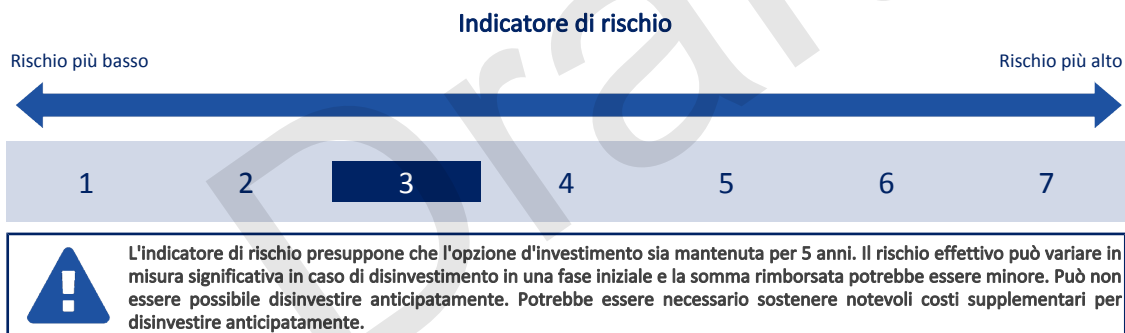 Indicatore di rischio
Rischio più basso
Rischio più alto
1 2 3 4 5 6 7
L'indicatore di rischio presuppone che l'opzione d'investimento sia mantenuta per 5 anni. Il rischio effettivo può variare in
misura significativa in caso di disinvestimento in una fase iniziale e la somma rimborsata potrebbe essere minore. Può non
essere possibile disinvestire anticipatamente. Potrebbe essere necessario sostenere notevoli costi supplementari per
disinvestire anticipatamente.